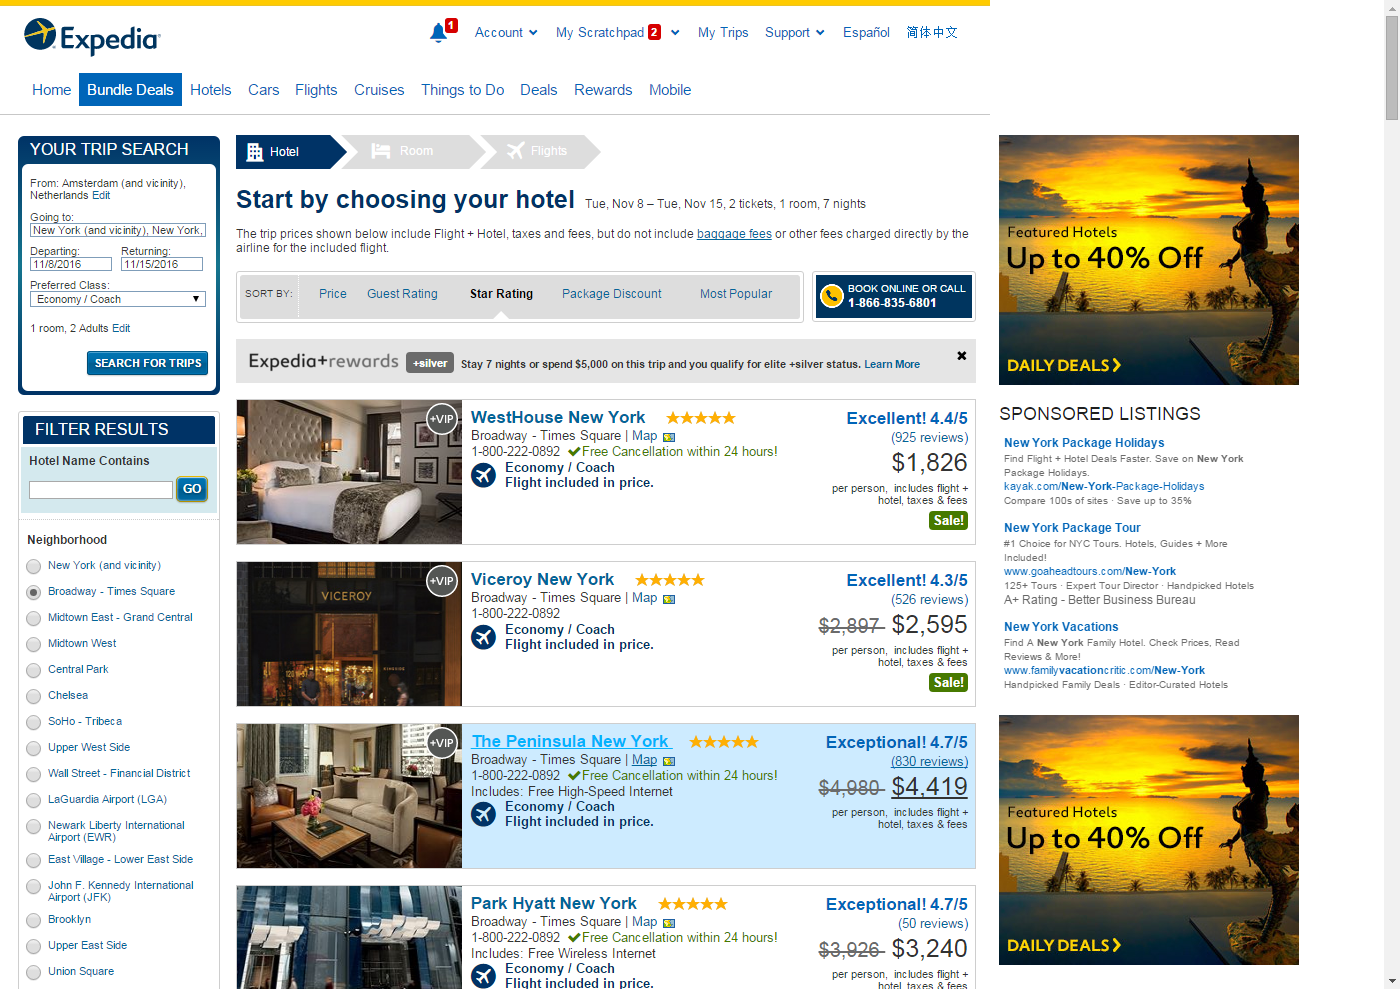 Expedia
1
Account
My Scratchpad 2
My Trips
Support
Español
简体中文
Home
Bundle Deals
Hotels
Cars
Flights
Cruises
Things to Do
Deals
Rewards
Mobile
YOUR TRIP SEARCH
From: Amsterdam (and vicinity),
Netherlands Edit
Going to:
New York (and vicinity), New York,
Departing: Returning:
11/8/2016 11/15/2016
Preferred Class:
Economy / Coach
1 room, 2 Adults Edit
SEARCH FOR TRIPS
FILTER RESULTS
Hotel Name Contains
GO
Neighborhood
New York (and vicinity)
Broadway - Times Square
Midtown East - Grand Central
Midtown West
Central Park
Chelsea
SoHo - Tribeca
Upper West Side
Wall Street - Financial District
LaGuardia Airport (LGA)
Newark Liberty International
Airport (EWR)
East Village - Lower East Side
John F. Kennedy International
Airport (JFK)
Brooklyn
Upper East Side
Union Square
Hotel
Room
Flights
Start by choosing your hotel Tue, Nov 8 – Tue, Nov 15, 2 tickets, 1 room, 7 nights
The trip prices shown below include Flight + Hotel, taxes and fees, but do not include baggage fees or other fees charged directly by the
airline for the included flight.
SORT BY: Price Guest Rating Star Rating Package Discount Most Popular
BOOK ONLINE OR CALL
1-866-835-6801
Expedia+rewards +silver Stay 7 nights or spend $5,000 on this trip and you qualify for elite +silver status. Learn More
+VIP
WestHouse New York
Broadway - Times Square | Map
1-800-222-0892 Free Cancellation within 24 hours!
Economy / Coach
Flight included in price.
Excellent! 4.4/5
(925 reviews)
$1,826
per person, includes flight +
hotel, taxes & fees
Sale!
VICEROY
+VIP
Viceroy New York
Broadway - Times Square | Map
1-800-222-0892
Economy / Coach
Flight included in price.
Excellent! 4.3/5
(526 reviews)
$2,897 $2,595
per person, includes flight +
hotel, taxes & fees
Sale!
+VIP
The Peninsula New York
Broadway - Times Square | Map
1-800-222-0892 Free Cancellation within 24 hours!
Includes: Free High-Speed Internet
Economy / Coach
Flight included in price.
Exceptional! 4.7/5
(830 reviews)
$4,980 $4,419
per person, includes flight +
hotel, taxes & fees
Park Hyatt New York
Broadway - Times Square | Map
1-800-222-0892 Free Cancellation within 24 hours!
Includes: Free Wireless Internet
Economy / Coach
Flight included in price.
Exceptional! 4.7/5
(50 reviews)
$3,926 $3,240
per person, includes flight +
hotel, taxes & fees
Featured Hotels
Up to 40% Off
DAILY DEALS
SPONSORED LISTINGS
New York Package Holidays
Find Flight + Hotel Deals Faster. Save on New York
Package Holidays.
kayak.com/New-York-Package-Holidays
Compare 100s of sites · Save up to 35%
New York Package Tour
#1 Choice for NYC Tours. Hotels, Guides + More
Included!
www.goaheadtours.com/New-York
125+ Tours · Expert Tour Director · Handpicked Hotels
A+ Rating - Better Business Bureau
New York Vacations
Find A New York Family Hotel. Check Prices, Read
Reviews & More!
www.familyvacationcritic.com/New-York
Handpicked Family Deals · Editor-Curated Hotels
Featured Hotels
Up to 40% Off
DAILY DEALS